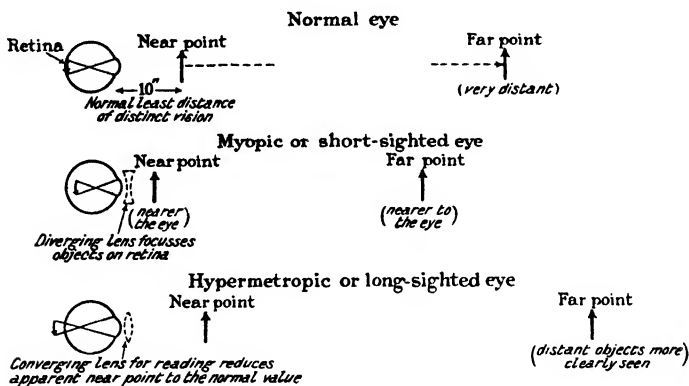 Normal eye
Retina
Near point
Far point
10"
(very distant)
Normal least distance
of distinct vision
Myopic or short-sighted eye
Near point
Far point
(nearer
the eye)
(nearer to
the eye)
Diverging lens focusses
objects on retina
Hypermetropic or long-sighted eye
Near point
Far point
(distant objects more
clearly seen)
Converging lens for reading reduces
apparent near point to the normal value